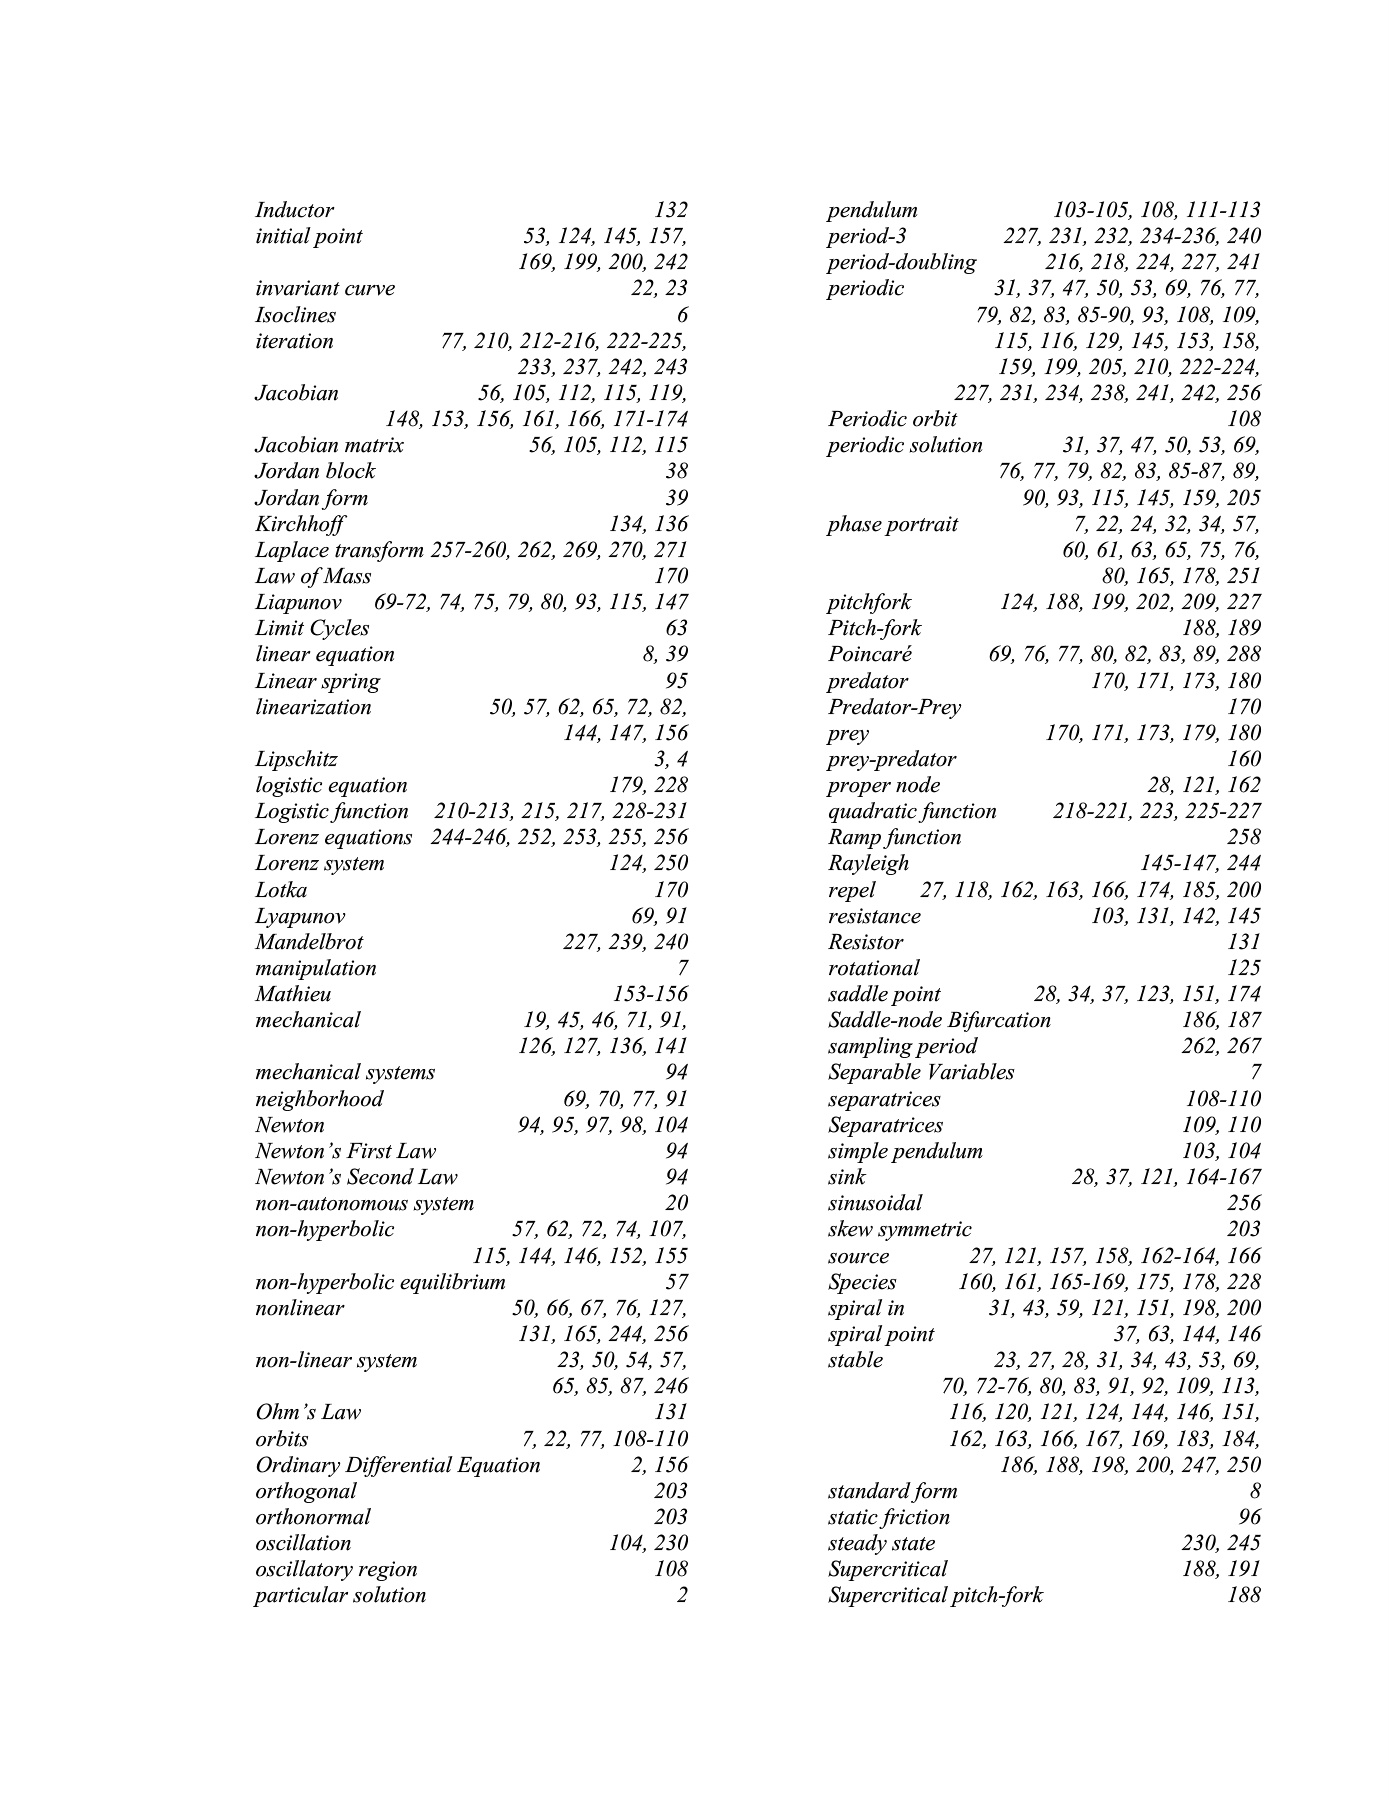 Inductor 132
initial point 53, 124, 145, 157,
169, 199, 200, 242
invariant curve 22, 23
Isoclines 6
iteration 77, 210, 212-216, 222-225,
233, 237, 242, 243
Jacobian 56, 105, 112, 115, 119,
148, 153, 156, 161, 166, 171-174
Jacobian matrix 56, 105, 112, 115
Jordan block 38
Jordan form 39
Kirchhoff 134, 136
Laplace transform 257-260, 262, 269, 270, 271
Law of Mass 170
Liapunov 69-72, 74, 75, 79, 80, 93, 115, 147
Limit Cycles 63
linear equation 8, 39
Linear spring 95
linearization 50, 57, 62, 65, 72, 82,
144, 147, 156
Lipschitz 3, 4
logistic equation 179, 228
Logistic function 210-213, 215, 217, 228-231
Lorenz equations 244-246, 252, 253, 255, 256
Lorenz system 124, 250
Lotka 170
Lyapunov 69, 91
Mandelbrot 227, 239, 240
manipulation 7
Mathieu 153-156
mechanical 19, 45, 46, 71, 91,
126, 127, 136, 141
mechanical systems 94
neighborhood 69, 70, 77, 91
Newton 94, 95, 97, 98, 104
Newton’s First Law 94
Newton’s Second Law 94
non-autonomous system 20
non-hyperbolic 57, 62, 72, 74, 107,
115, 144, 146, 152, 155
non-hyperbolic equilibrium 57
nonlinear 50, 66, 67, 76, 127,
131, 165, 244, 256
non-linear system 23, 50, 54, 57,
65, 85, 87, 246
Ohm’s Law 131
orbits 7, 22, 77, 108-110
Ordinary Differential Equation 2, 156
orthogonal 203
orthonormal 203
oscillation 104, 230
oscillatory region 108
particular solution 2
pendulum 103-105, 108, 111-113
period-3 227, 231, 232, 234-236, 240
period-doubling 216, 218, 224, 227, 241
periodic 31, 37, 47, 50, 53, 69, 76, 77,
79, 82, 83, 85-90, 93, 108, 109,
115, 116, 129, 145, 153, 158,
159, 199, 205, 210, 222-224,
227, 231, 234, 238, 241, 242, 256
Periodic orbit 108
periodic solution 31, 37, 47, 50, 53, 69,
76, 77, 79, 82, 83, 85-87, 89,
90, 93, 115, 145, 159, 205
phase portrait 7, 22, 24, 32, 34, 57,
60, 61, 63, 65, 75, 76,
80, 165, 178, 251
pitchfork 124, 188, 199, 202, 209, 227
Pitch-fork 188, 189
Poincaré 69, 76, 77, 80, 82, 83, 89, 288
predator 170, 171, 173, 180
Predator-Prey 170
prey 170, 171, 173, 179, 180
prey-predator 160
proper node 28, 121, 162
quadratic function 218-221, 223, 225-227
Ramp function 258
Rayleigh 145-147, 244
repel 27, 118, 162, 163, 166, 174, 185, 200
resistance 103, 131, 142, 145
Resistor 131
rotational 125
saddle point 28, 34, 37, 123, 151, 174
Saddle-node Bifurcation 186, 187
sampling period 262, 267
Separable Variables 7
separatrices 108-110
Separatrices 109, 110
simple pendulum 103, 104
sink 28, 37, 121, 164-167
sinusoidal 256
skew symmetric 203
source 27, 121, 157, 158, 162-164, 166
Species 160, 161, 165-169, 175, 178, 228
spiral in 31, 43, 59, 121, 151, 198, 200
spiral point 37, 63, 144, 146
stable 23, 27, 28, 31, 34, 43, 53, 69,
70, 72-76, 80, 83, 91, 92, 109, 113,
116, 120, 121, 124, 144, 146, 151,
162, 163, 166, 167, 169, 183, 184,
186, 188, 198, 200, 247, 250
standard form 8
static friction 96
steady state 230, 245
Supercritical 188, 191
Supercritical pitch-fork 188